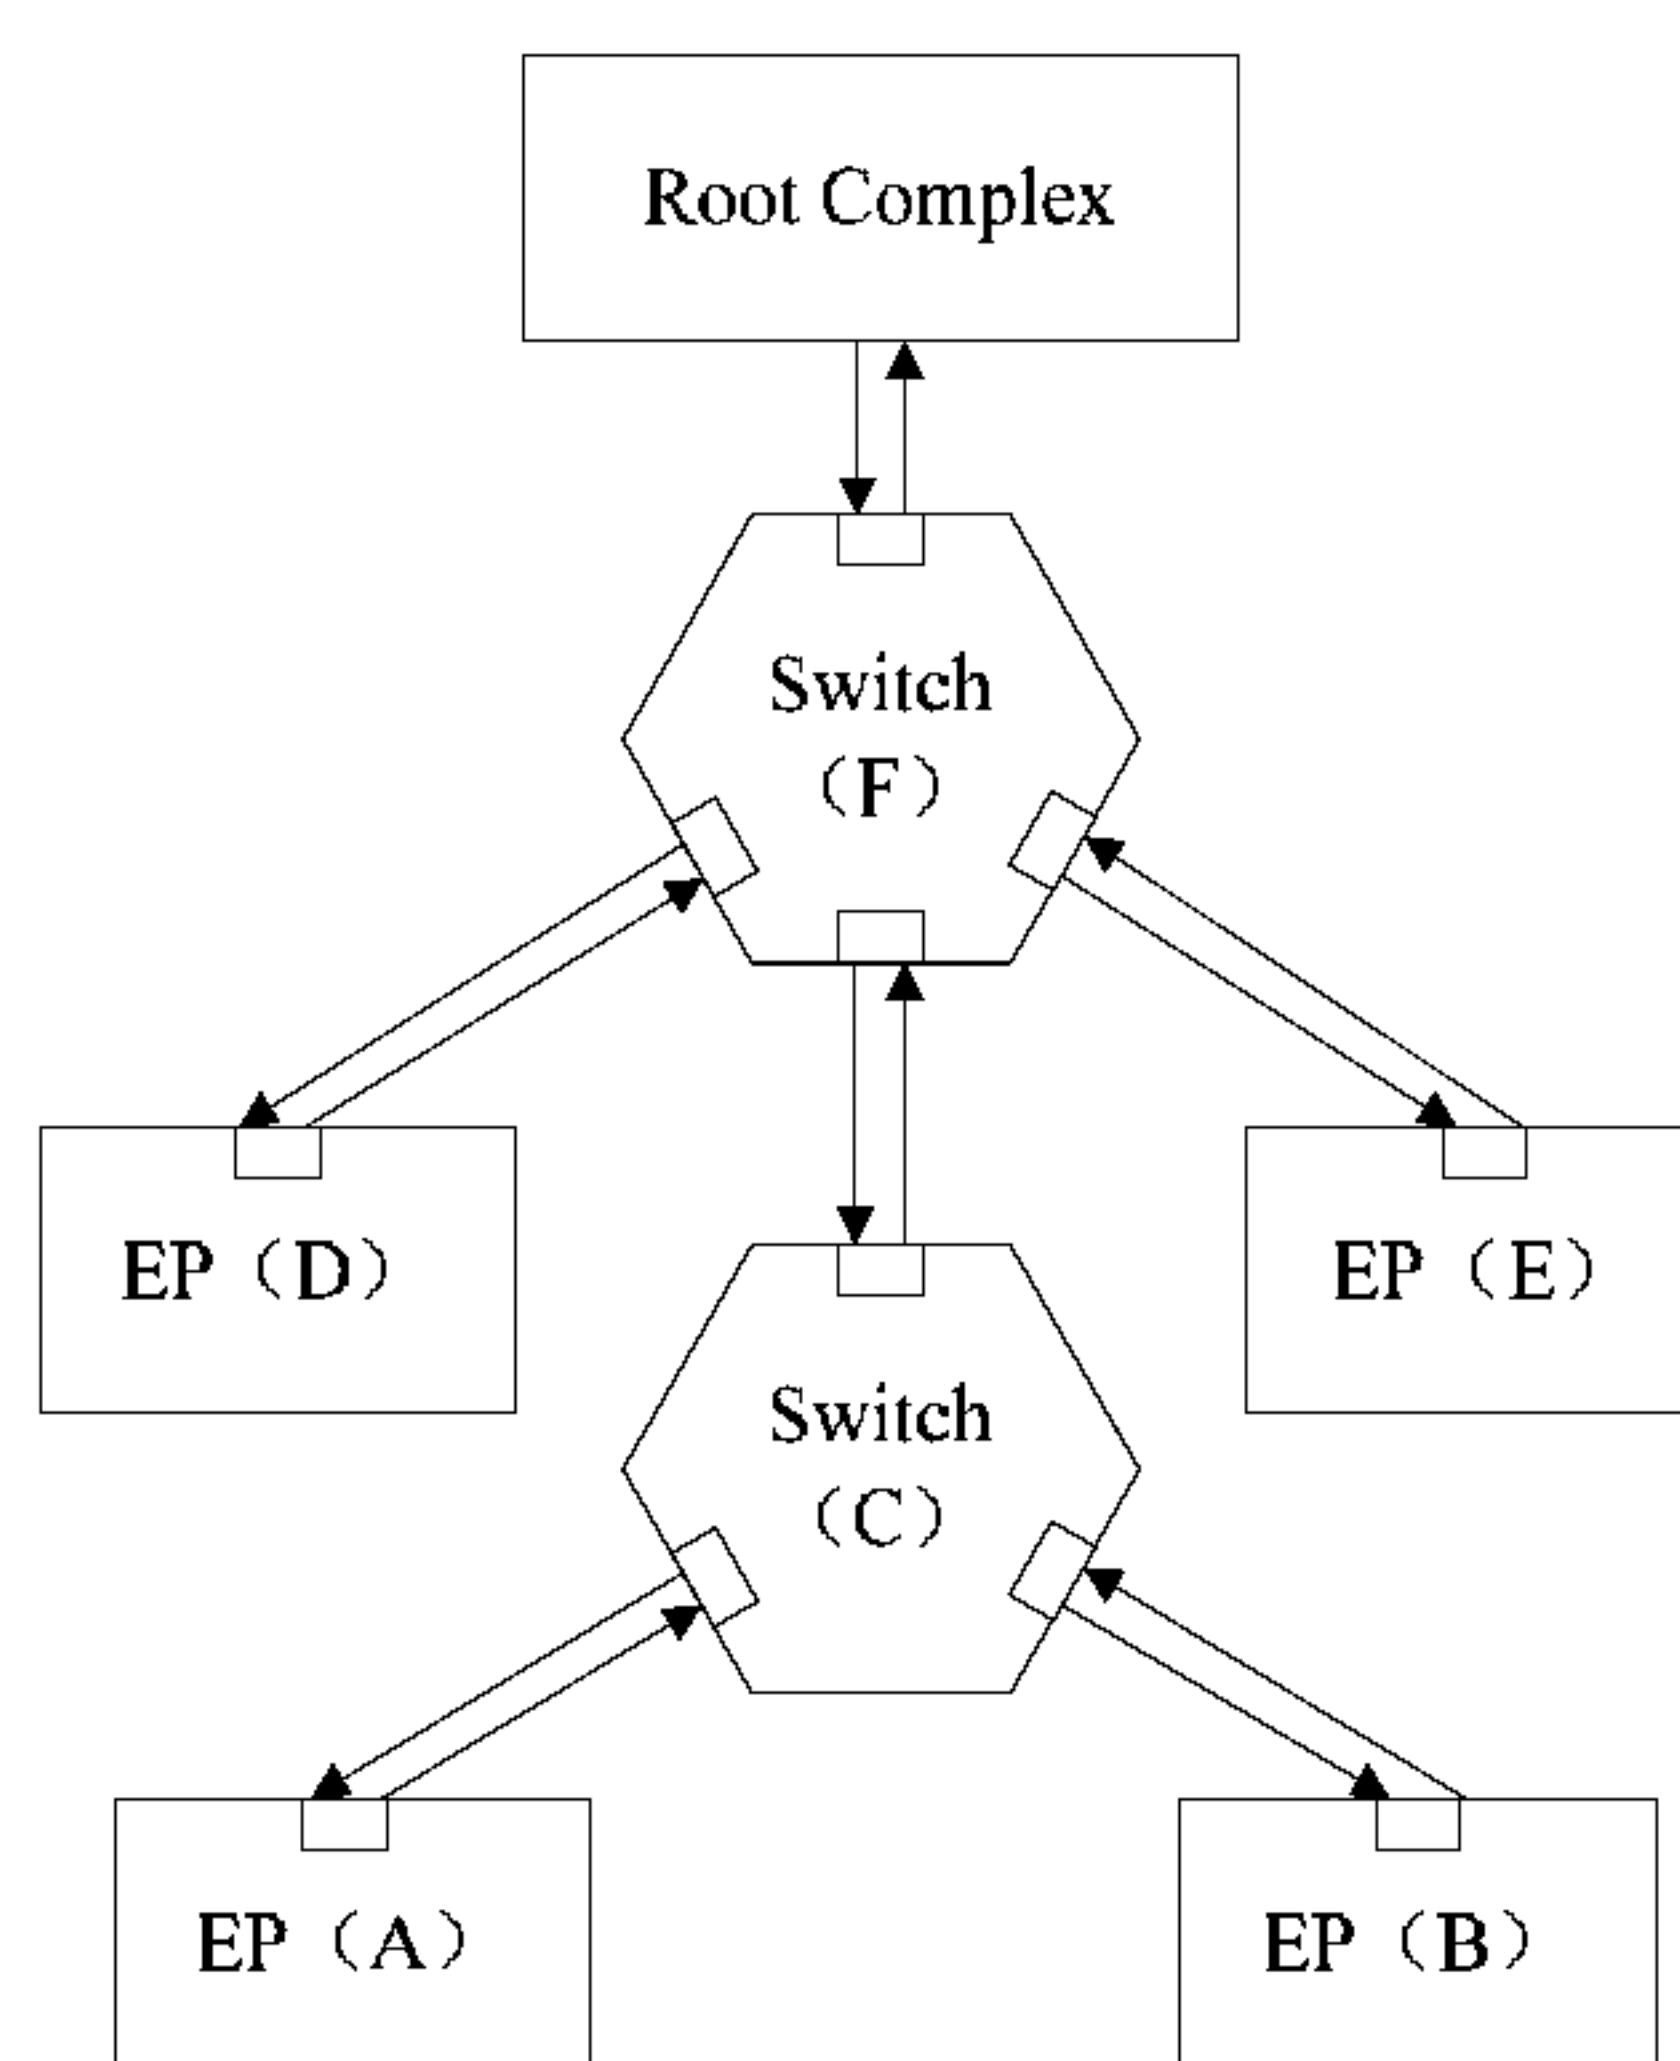 Root Complex
Switch
（F）
EP（D）
EP（E）
Switch
（C）
EP（A）
EP（B）